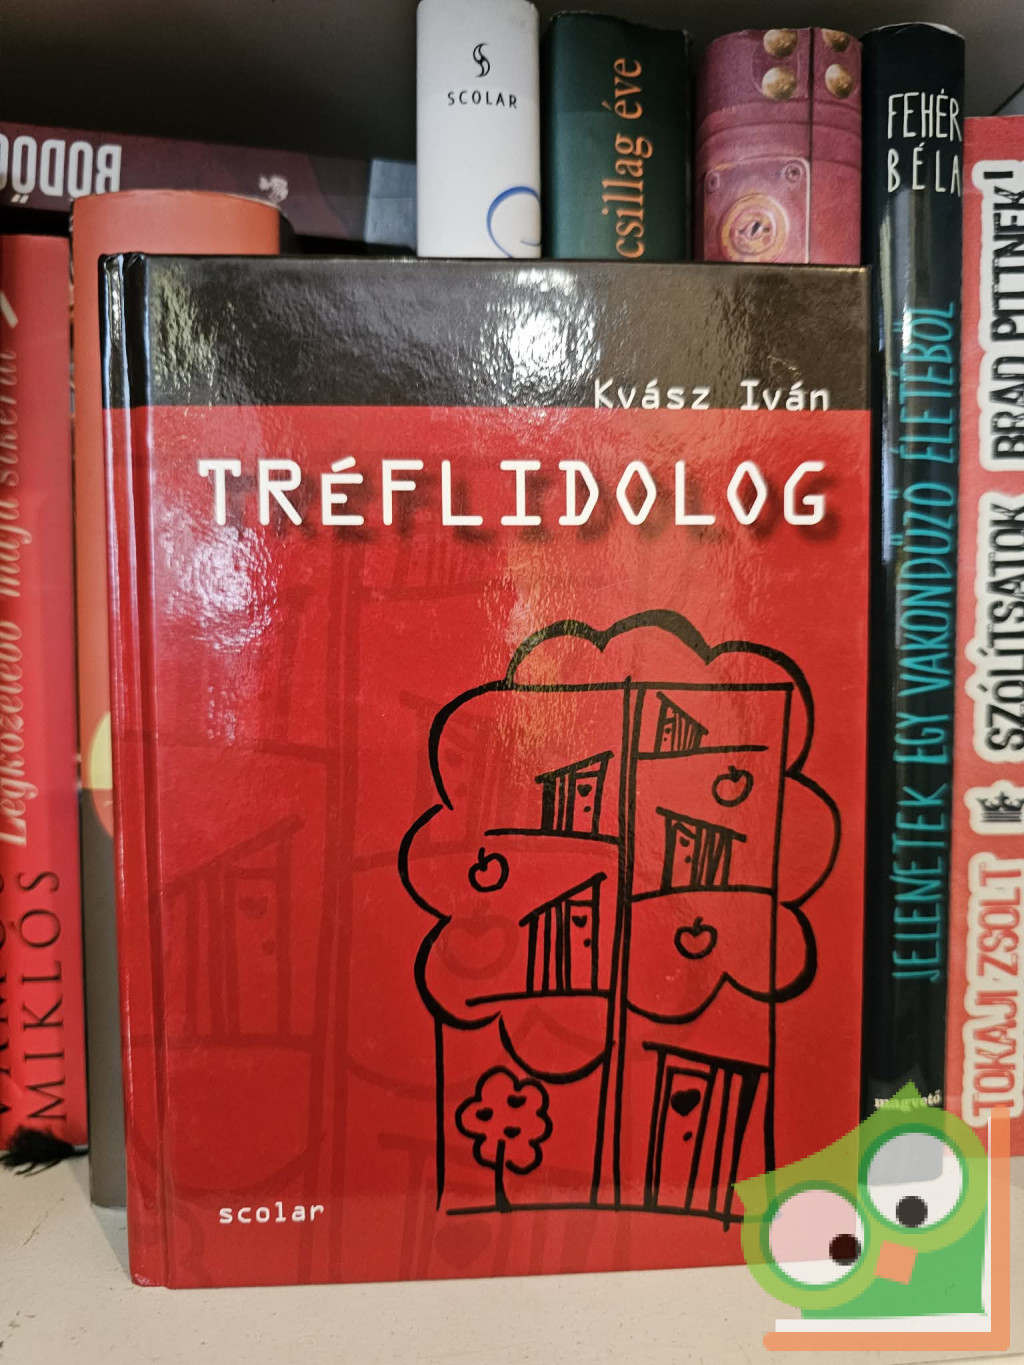 SCOLAR
csillag éve
FEHÉR
BÉLA
JELENETEK EGY VAKONDŰZŐ ÉLETÉBŐL
magvető
SZÓLÍTSATOK BRAD PITTNEK!
TOKAJI ZSOLT
Legközelebb majd sikerül
MIKLÓS
Kvász Iván
TRÉFLIDOLOG
scolar